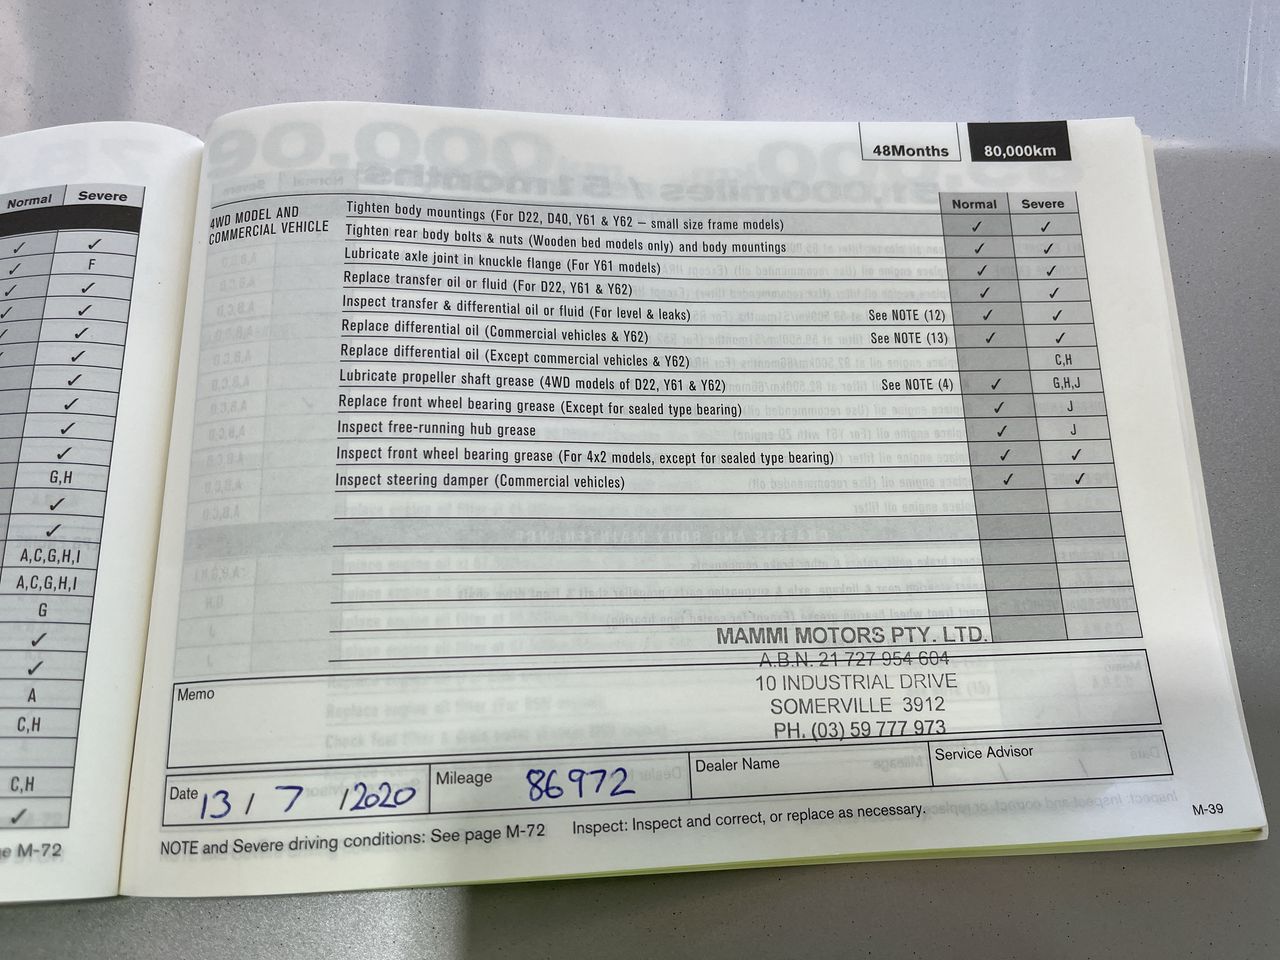 48Months 80,000km
Normal Severe
4WD MODEL AND
COMMERCIAL VEHICLE
Tighten body mountings (For D22, D40, Y61 & Y62 – small size frame models) ✓ ✓
Tighten rear body bolts & nuts (Wooden bed models only) and body mountings ✓ ✓
Lubricate axle joint in knuckle flange (For Y61 models) ✓ ✓
Replace transfer oil or fluid (For D22, Y61 & Y62) ✓ ✓
Inspect transfer & differential oil or fluid (For level & leaks) See NOTE (12) ✓ ✓
Replace differential oil (Commercial vehicles & Y62) See NOTE (13) ✓ ✓
Replace differential oil (Except commercial vehicles & Y62) C,H
Lubricate propeller shaft grease (4WD models of D22, Y61 & Y62) See NOTE (4) ✓ G,H,J
Replace front wheel bearing grease (Except for sealed type bearing) ✓ J
Inspect free-running hub grease ✓ J
Inspect front wheel bearing grease (For 4x2 models, except for sealed type bearing) ✓ ✓
Inspect steering damper (Commercial vehicles) ✓ ✓
MAMMI MOTORS PTY. LTD.
A.B.N. 21 727 954 604
10 INDUSTRIAL DRIVE
SOMERVILLE 3912
PH. (03) 59 777 973
Memo
Date 13 / 7 / 2020 Mileage 86972 Dealer Name Service Advisor
NOTE and Severe driving conditions: See page M-72 Inspect: Inspect and correct, or replace as necessary.
M-39
Normal Severe
✓ ✓
✓ F
✓ ✓
✓ ✓
✓ ✓
✓ ✓
✓
✓
✓
✓
G,H
✓
✓
A,C,G,H,I
A,C,G,H,I
G
✓
✓
A
C,H
C,H
✓
M-72